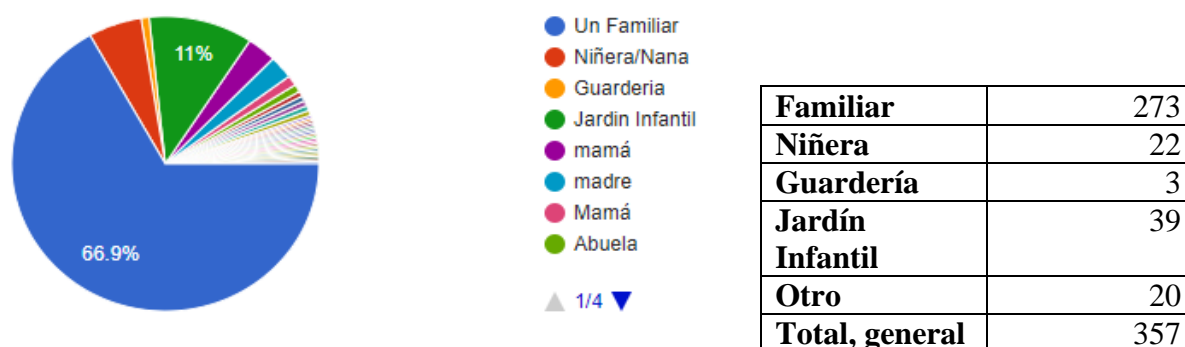 11%
66.9%
Un Familiar
Niñera/Nana
Guarderia
Jardin Infantil
mamá
madre
Mamá
Abuela
1/4
Familiar 273
Niñera 22
Guardería 3
Jardín 39
Infantil
Otro 20
Total, general 357